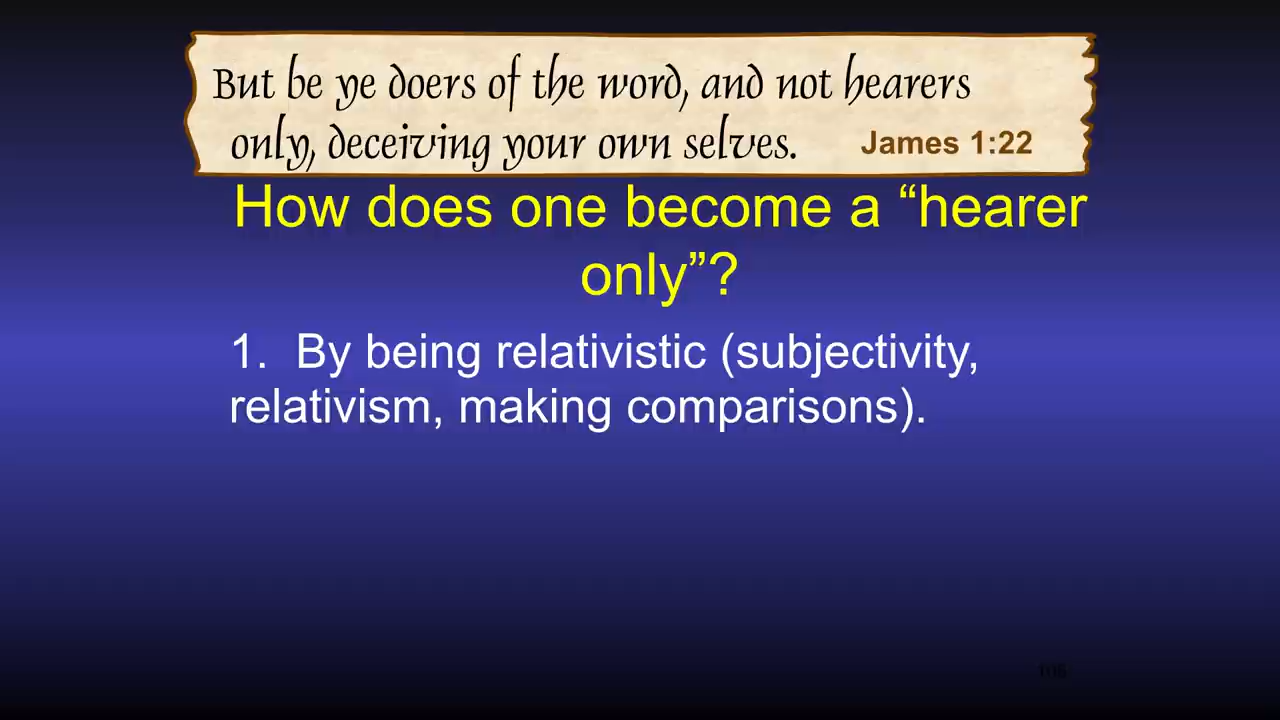 But be ye doers of the word, and not hearers
only, deceiving your own selves. James 1:22
How does one become a “hearer
only”?
1. By being relativistic (subjectivity,
relativism, making comparisons).